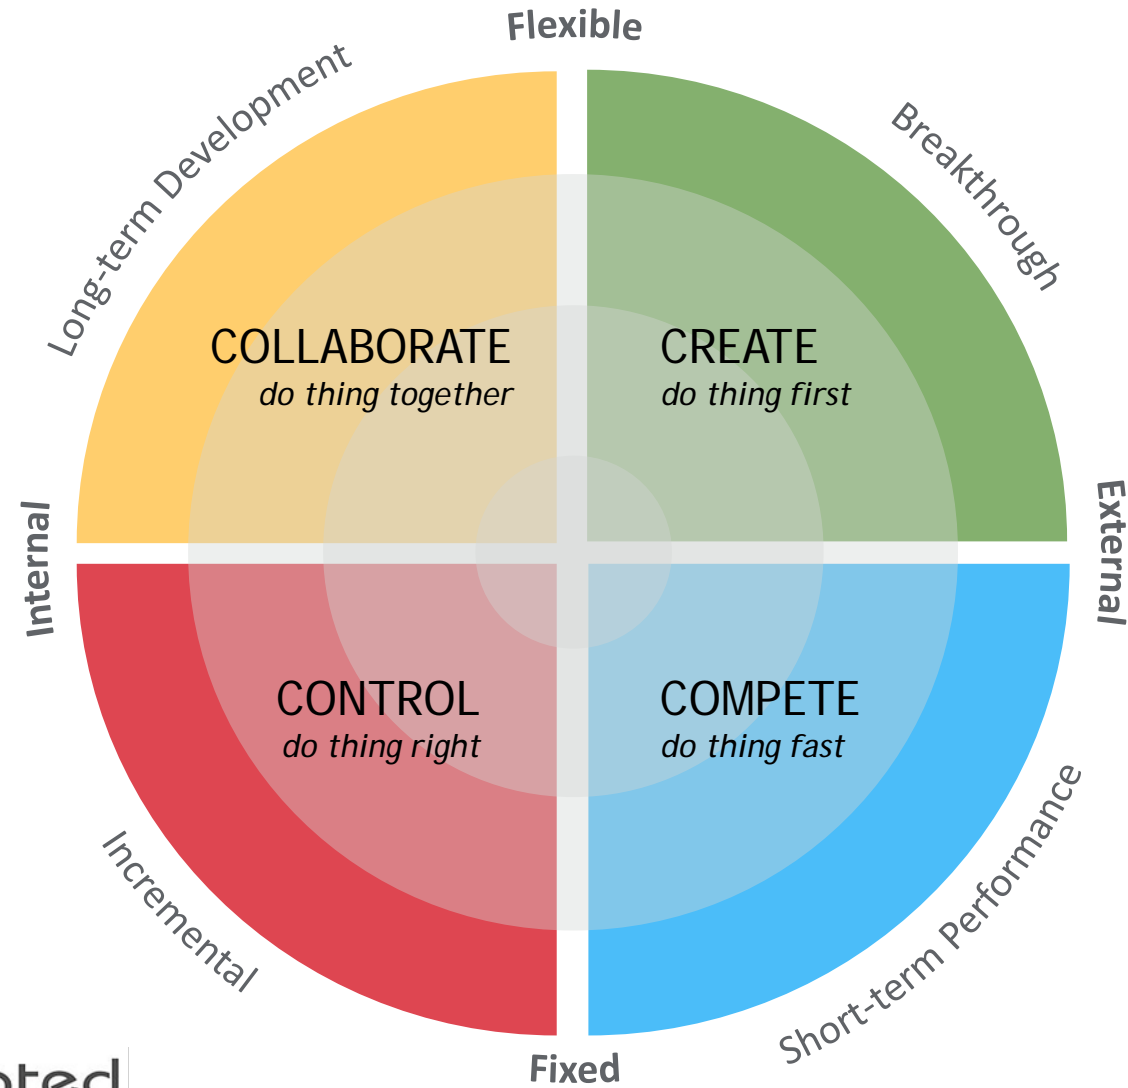 Flexible
Long-term Development
Breakthrough
COLLABORATE
do thing together
CREATE
do thing first
Internal
External
CONTROL
do thing right
COMPETE
do thing fast
Incremental
Short-term Performance
Fixed